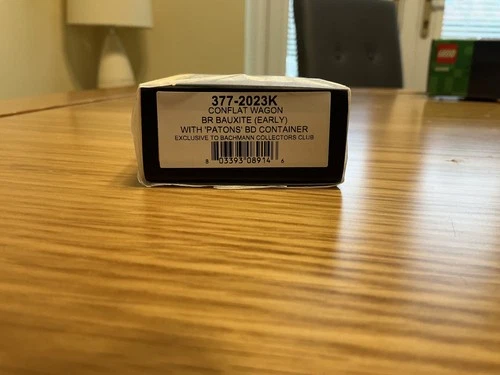 377-2023K
CONFLAT WAGON
BR BAUXITE (EARLY)
WITH 'PATONS' BD CONTAINER
EXCLUSIVE TO BACHMANN COLLECTORS CLUB
8 03393 08914 6
LEGO